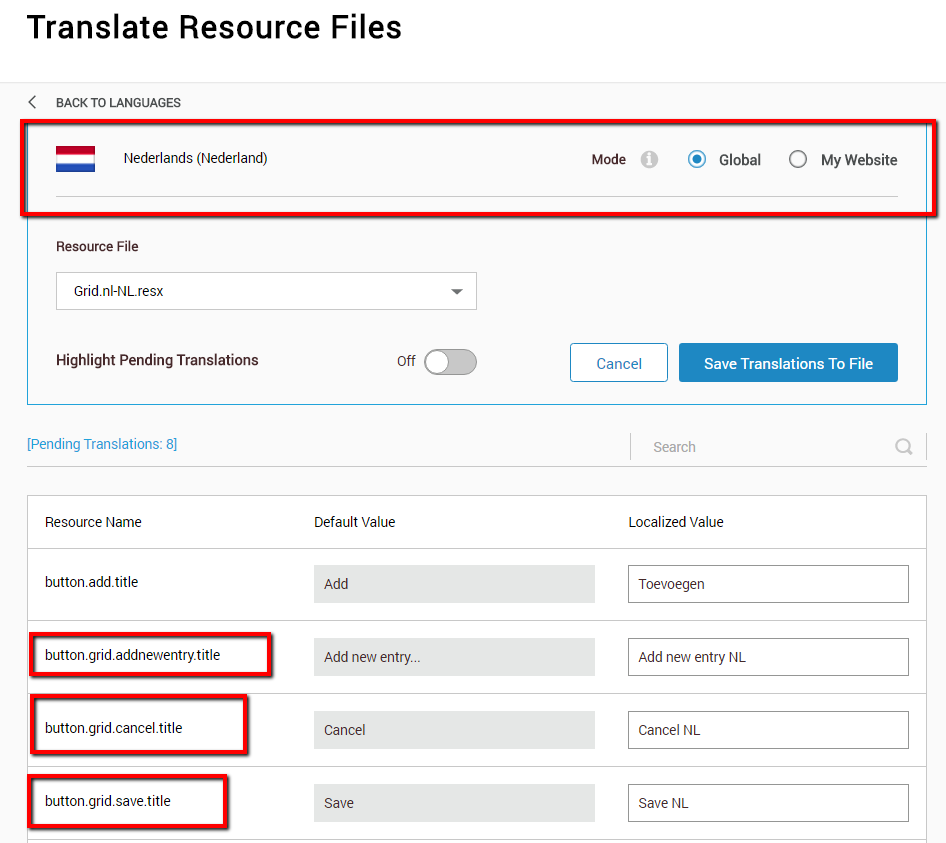 Translate Resource Files
BACK TO LANGUAGES
Nederlands (Nederland) Mode i Global My Website
Resource File
Grid.nl-NL.resx
Highlight Pending Translations Off Cancel Save Translations To File
[Pending Translations: 8] Search
Resource Name Default Value Localized Value
button.add.title Add Toevoegen
button.grid.addnewentry.title Add new entry... Add new entry NL
button.grid.cancel.title Cancel Cancel NL
button.grid.save.title Save Save NL